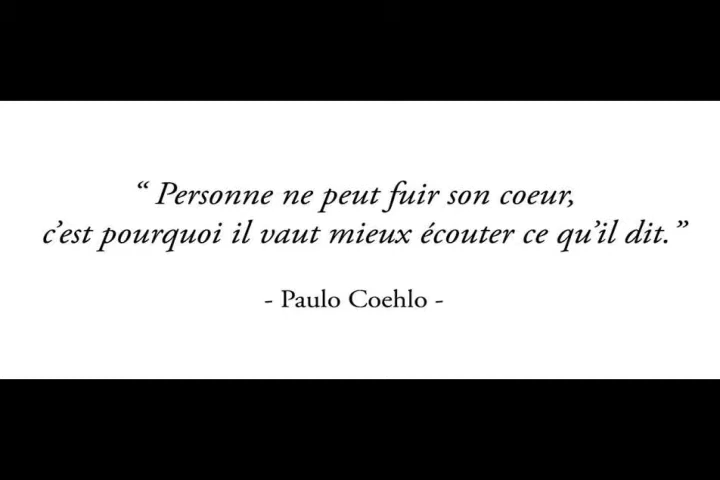 “ Personne ne peut fuir son coeur,
c’est pourquoi il vaut mieux écouter ce qu’il dit.”
- Paulo Coehlo -